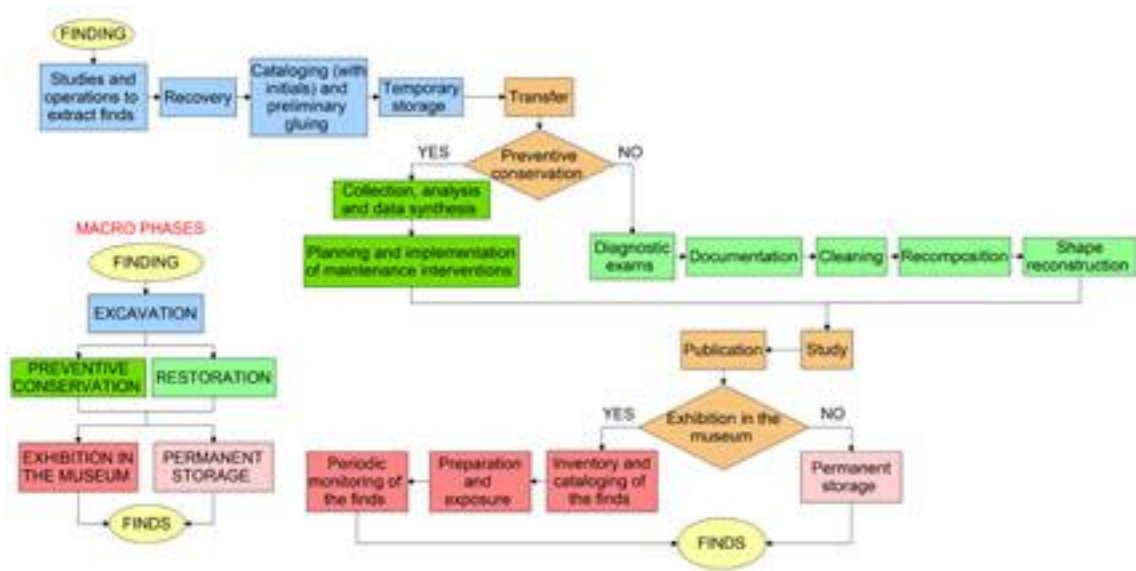 FINDING
Studies and
operations to
extract finds
Recovery
Cataloging (with
initials) and
preliminary
gluing
Temporary
storage
Transfer
YES
Preventive
conservation
NO
Collection, analysis
and data synthesis
Planning and implementation
of maintenance interventions
Diagnostic
exams
Documentation
Cleaning
Recomposition
Shape
reconstruction
MACRO PHASES
FINDING
EXCAVATION
PREVENTIVE
CONSERVATION
RESTORATION
EXHIBITION IN
THE MUSEUM
PERMANENT
STORAGE
FINDS
Publication
Study
YES
Exhibition in the
museum
NO
Periodic
monitoring of
the finds
Preparation
and
exposure
Inventory and
cataloging of
the finds
Permanent
storage
FINDS